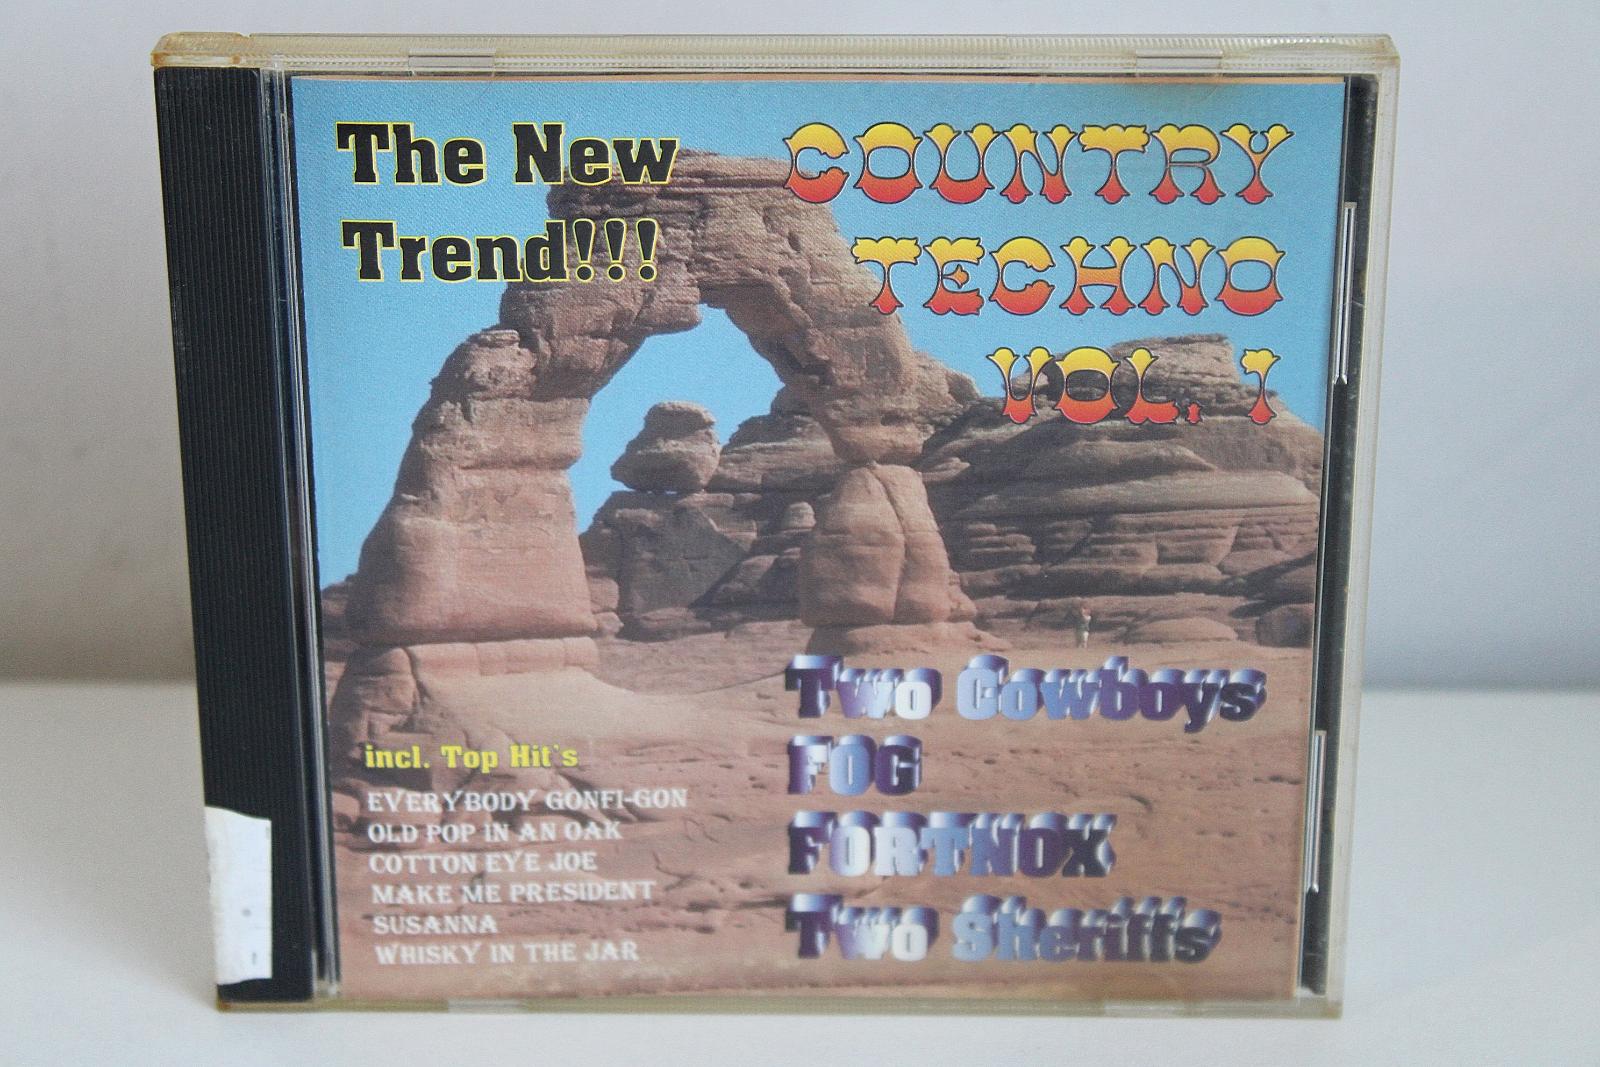 The New
Trend!!!
COUNTRY
TECHNO
VOL. 1
Two Cowboys
FOG
FORTNOX
Two Sheriffs
incl. Top Hit's
EVERYBODY GONFI-GON
OLD POP IN AN OAK
COTTON EYE JOE
MAKE ME PRESIDENT
SUSANNA
WHISKY IN THE JAR